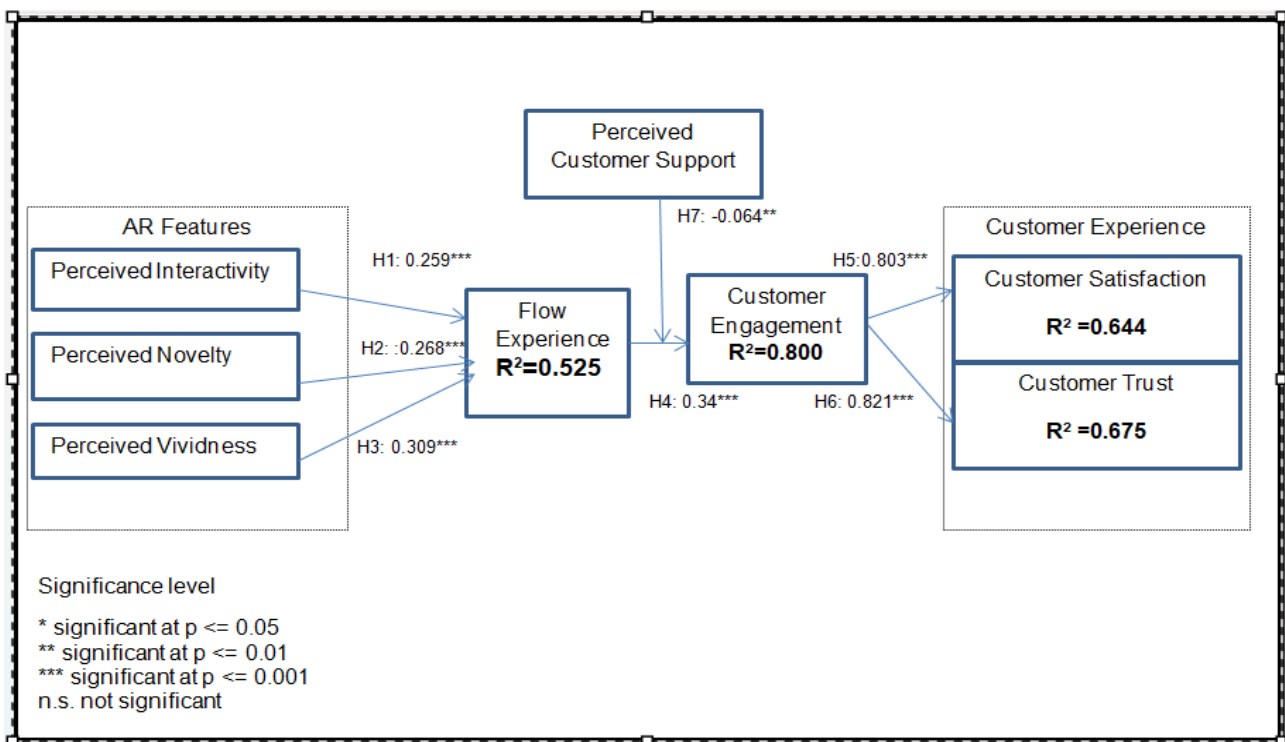 Perceived
Customer Support
H7: -0.064**
AR Features
Perceived Interactivity
Perceived Novelty
Perceived Vividness
H1: 0.259***
H2: :0.268***
H3: 0.309***
Flow
Experience
R²=0.525
H4: 0.34***
Customer
Engagement
R²=0.800
H5:0.803***
H6: 0.821***
Customer Experience
Customer Satisfaction
R² =0.644
Customer Trust
R² =0.675
Significance level
* significant at p <= 0.05
** significant at p <= 0.01
*** significant at p <= 0.001
n.s. not significant